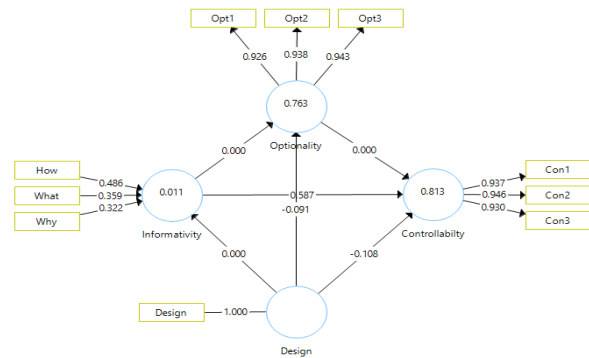 Opt1 Opt2 Opt3
0.926 0.938 0.943
0.763
Optionality
0.000 0.000
How
What
Why
0.486
0.359
0.322
0.011
Informativity
0.587
-0.091
0.813
Controllabilty
0.937
0.946
0.930
Con1
Con2
Con3
0.000 -0.108
Design 1.000
Design